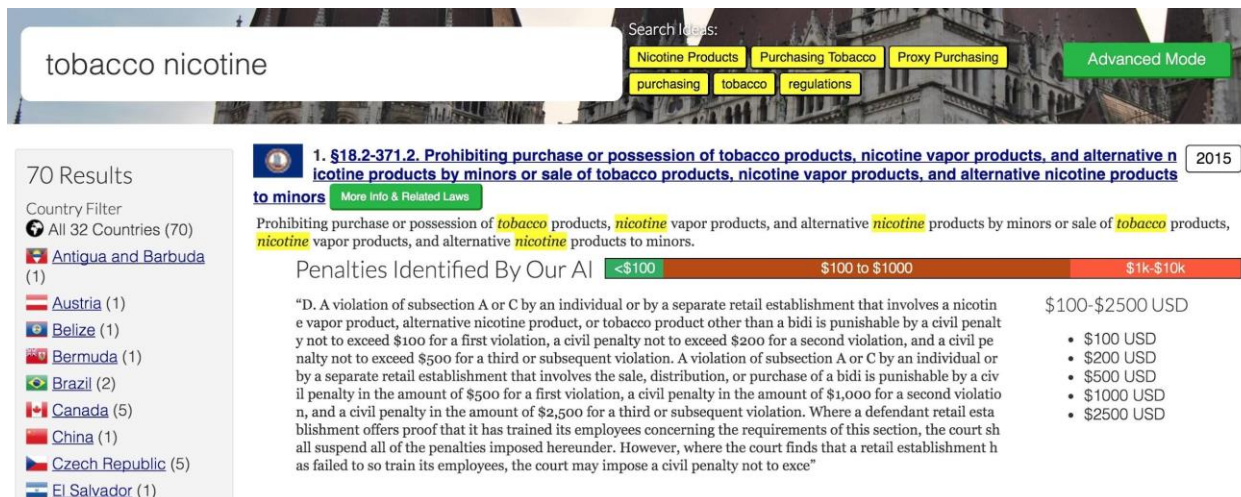 Search Ideas:
tobacco nicotine
Nicotine Products Purchasing Tobacco Proxy Purchasing
purchasing tobacco regulations
Advanced Mode
70 Results
Country Filter
All 32 Countries (70)
Antigua and Barbuda
(1)
Austria (1)
Belize (1)
Bermuda (1)
Brazil (2)
Canada (5)
China (1)
Czech Republic (5)
El Salvador (1)
1. §18.2-371.2. Prohibiting purchase or possession of tobacco products, nicotine vapor products, and alternative n
icotine products by minors or sale of tobacco products, nicotine vapor products, and alternative nicotine products
to minors More Info & Related Laws
2015
Prohibiting purchase or possession of tobacco products, nicotine vapor products, and alternative nicotine products by minors or sale of tobacco products,
nicotine vapor products, and alternative nicotine products to minors.
Penalties Identified By Our AI <$100 $100 to $1000 $1k-$10k
“D. A violation of subsection A or C by an individual or by a separate retail establishment that involves a nicotin
e vapor product, alternative nicotine product, or tobacco product other than a bidi is punishable by a civil penalt
y not to exceed $100 for a first violation, a civil penalty not to exceed $200 for a second violation, and a civil pe
nalty not to exceed $500 for a third or subsequent violation. A violation of subsection A or C by an individual or
by a separate retail establishment that involves the sale, distribution, or purchase of a bidi is punishable by a civ
il penalty in the amount of $500 for a first violation, a civil penalty in the amount of $1,000 for a second violatio
n, and a civil penalty in the amount of $2,500 for a third or subsequent violation. Where a defendant retail esta
blishment offers proof that it has trained its employees concerning the requirements of this section, the court sh
all suspend all of the penalties imposed hereunder. However, where the court finds that a retail establishment h
as failed to so train its employees, the court may impose a civil penalty not to exce”
$100-$2500 USD
• $100 USD
• $200 USD
• $500 USD
• $1000 USD
• $2500 USD